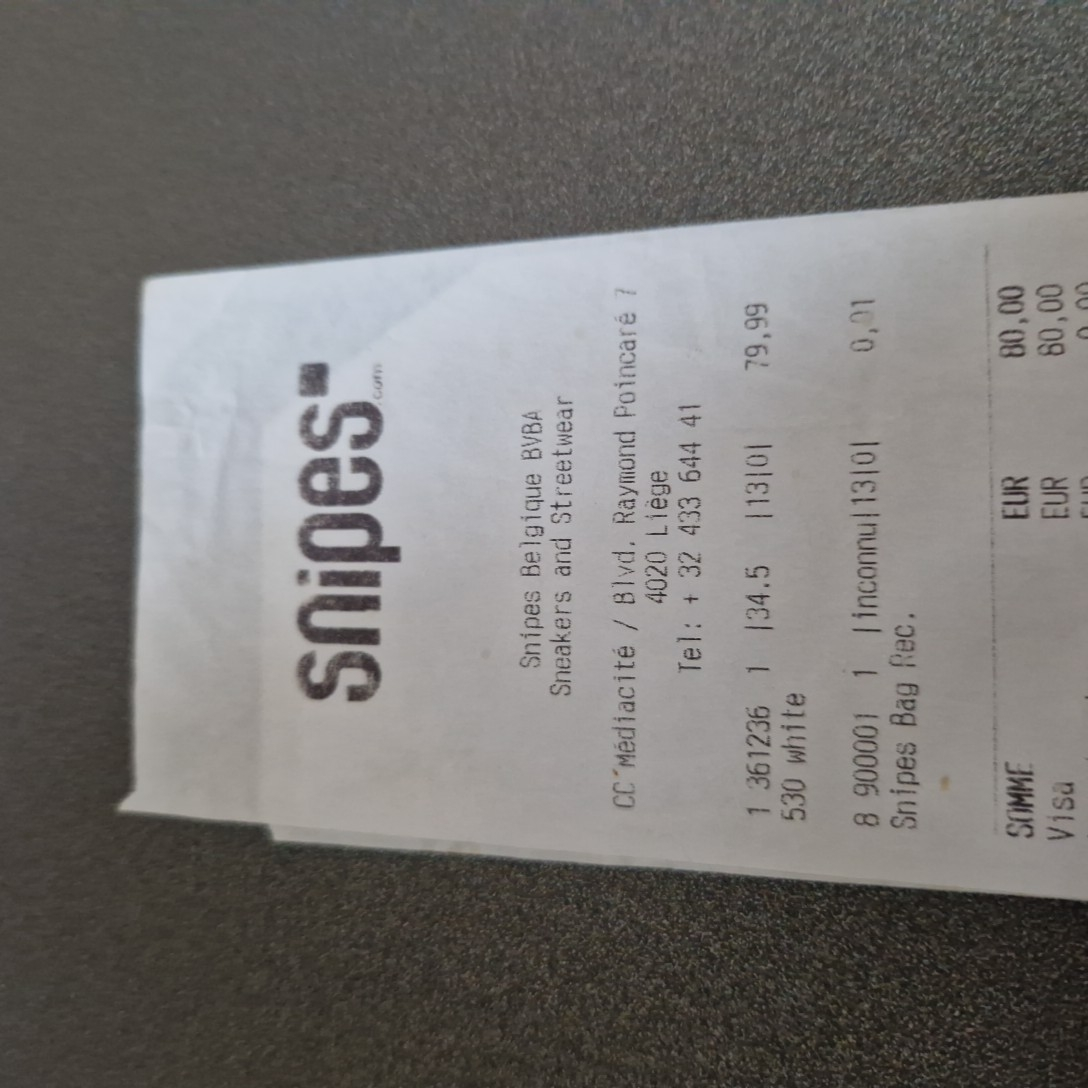 snipes
.com
Snipes Belgique BVBA
Sneakers and Streetwear
CC Médiacité / Blvd. Raymond Poincaré 7
4020 Liège
Tel: + 32 433 644 41
1 361236 1 |34.5 |13|0| 79,99
530 white
8 900001 1 |inconnu|13|0| 0,01
Snipes Bag Rec.
SOMME EUR 80,00
Visa EUR 80,00